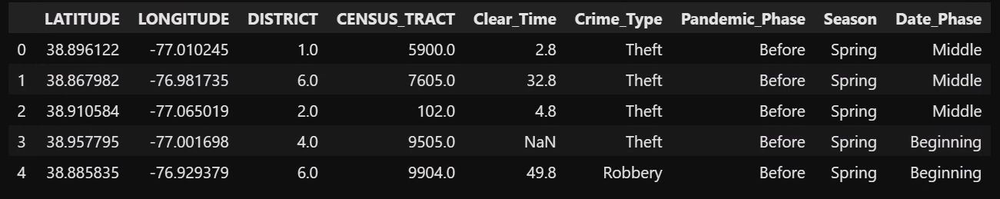 LATITUDE LONGITUDE DISTRICT CENSUS_TRACT Clear_Time Crime_Type Pandemic_Phase Season Date_Phase
0 38.896122 -77.010245 1.0 5900.0 2.8 Theft Before Spring Middle
1 38.867982 -76.981735 6.0 7605.0 32.8 Theft Before Spring Middle
2 38.910584 -77.065019 2.0 102.0 4.8 Theft Before Spring Middle
3 38.957795 -77.001698 4.0 9505.0 NaN Theft Before Spring Beginning
4 38.885835 -76.929379 6.0 9904.0 49.8 Robbery Before Spring Beginning